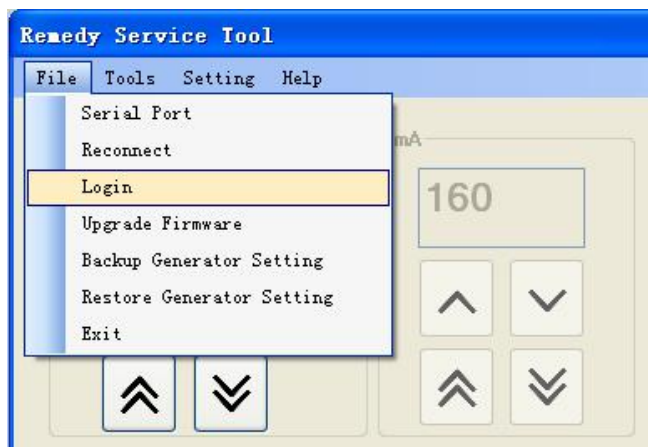 Remedy Service Tool
File Tools Setting Help
Serial Port
Reconnect
Login
Upgrade Firmware
Backup Generator Setting
Restore Generator Setting
Exit
mA
160